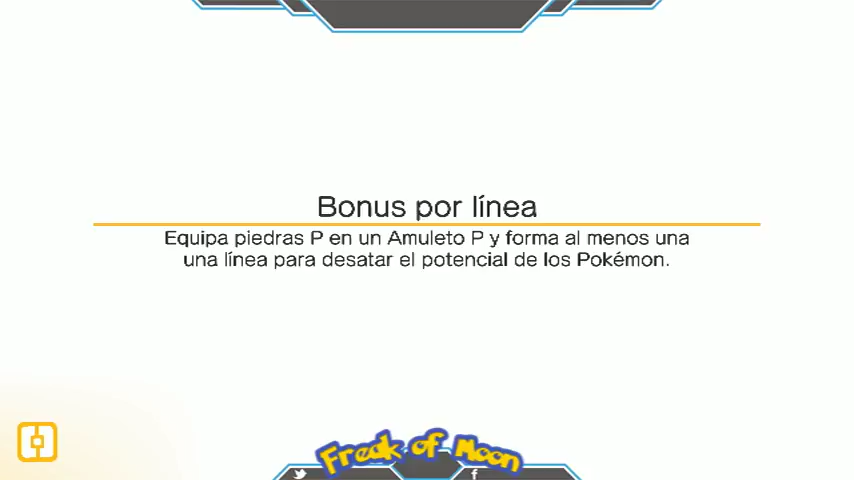 Bonus por línea
Equipa piedras P en un Amuleto P y forma al menos una
una línea para desatar el potencial de los Pokémon.
Freak of Moon